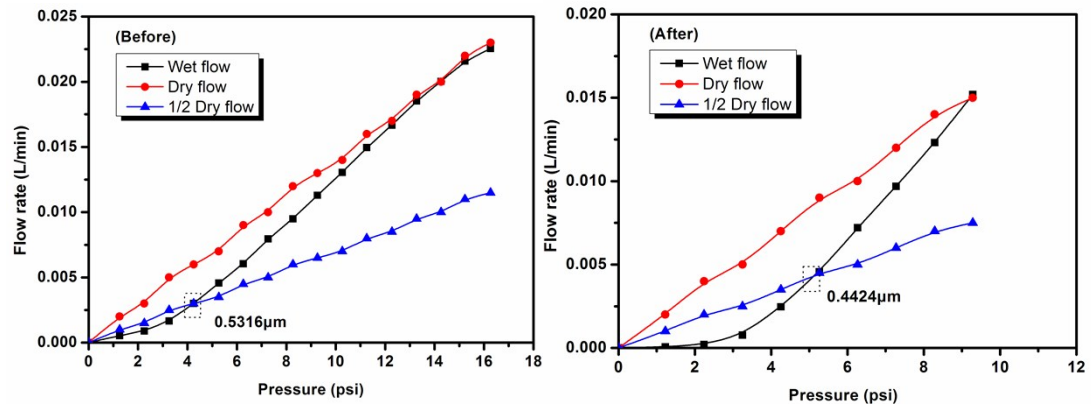 (Before)
Wet flow
Dry flow
1/2 Dry flow
Flow rate (L/min)
0.025
0.020
0.015
0.010
0.005
0.000
0.5316μm
0 2 4 6 8 10 12 14 16 18
Pressure (psi)
(After)
Wet flow
Dry flow
1/2 Dry flow
Flow rate (L/min)
0.020
0.015
0.010
0.005
0.000
0.4424μm
0 2 4 6 8 10 12
Pressure (psi)